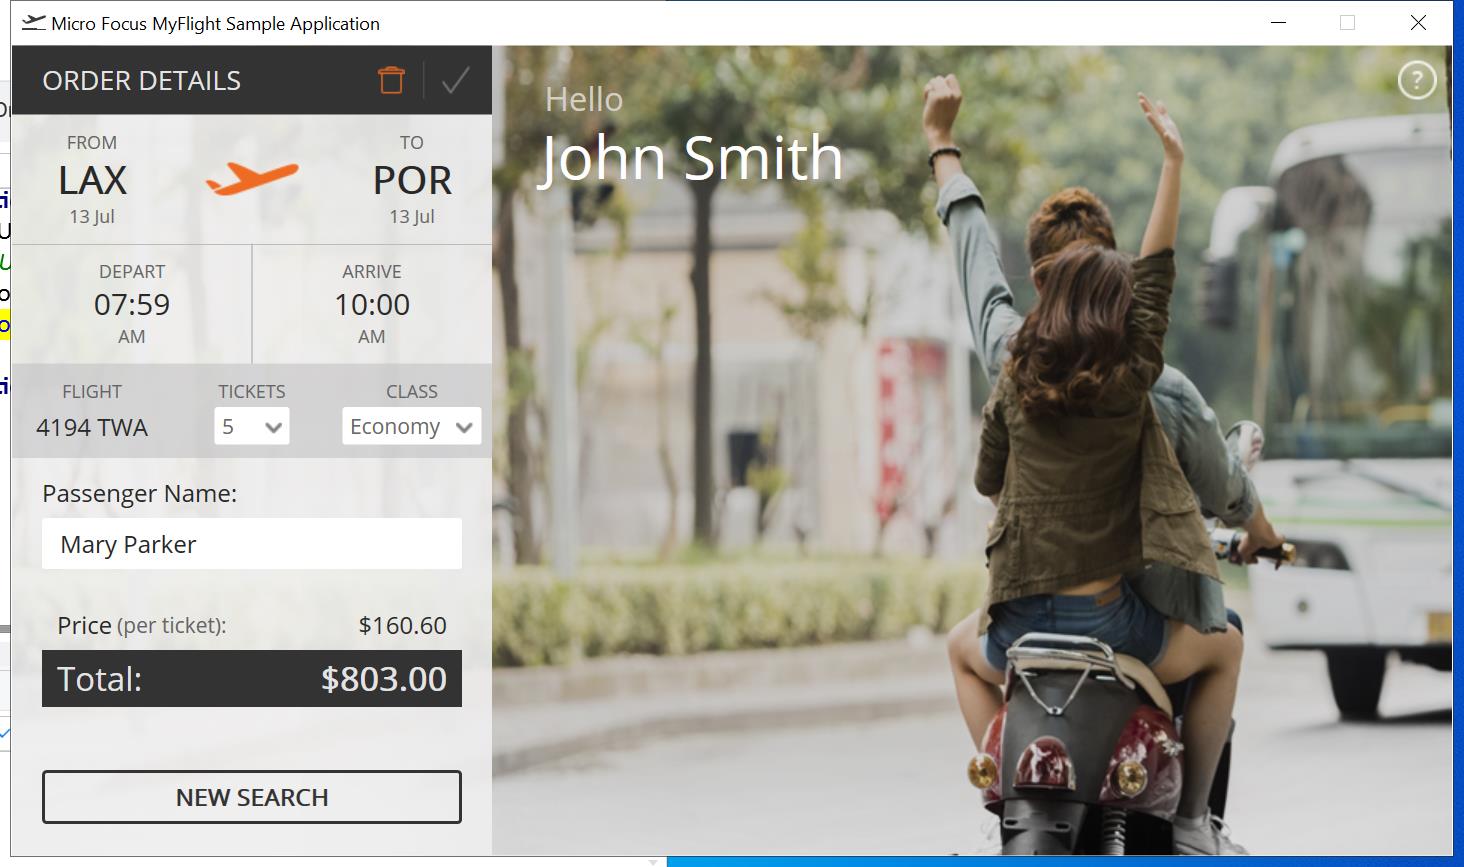 Micro Focus MyFlight Sample Application
ORDER DETAILS
FROM
LAX
13 Jul
TO
POR
13 Jul
DEPART
07:59
AM
ARRIVE
10:00
AM
FLIGHT
4194 TWA
TICKETS
5
CLASS
Economy
Passenger Name:
Mary Parker
Price (per ticket): $160.60
Total: $803.00
NEW SEARCH
Hello
John Smith
?